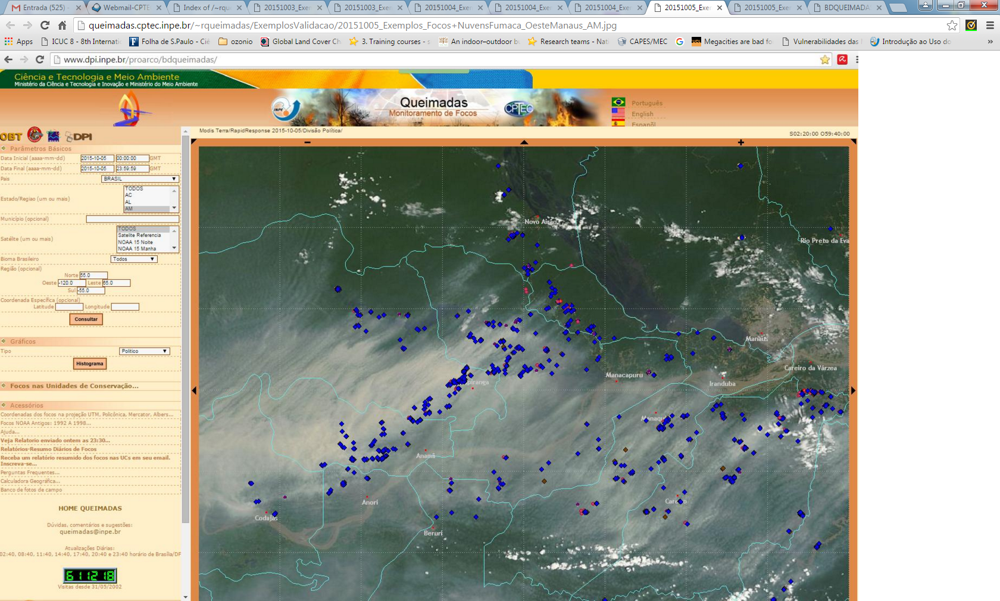 Entrada (525) -
Webmail-CPTE
Index of /~rqu
20151003_Exe
20151003_Exe
20151004_Exe
20151004_Exe
20151004_Exe
20151005_Exe
20151005_Exe
BDQUEIMADA
queimadas.cptec.inpe.br/~rqueimadas/ExemplosValidacao/20151005_Exemplos_Focos+NuvensFumaca_OesteManaus_AM.jpg
Apps
ICUC 8 - 8th Internati
Folha de S.Paulo - Ciê
ozonio
Global Land Cover Ch
3. Training courses - s
An indoor–outdoor b
Research teams - Nati
CAPES/MEC
Megacities are bad fo
Vulnerabilidades das
Introdução ao Uso do
»
www.dpi.inpe.br/proarco/bdqueimadas/
Ciência e Tecnologia e Meio Ambiente
Ministério da Ciência e Tecnologia e Inovação e Ministério do Meio Ambiente
INPE
Queimadas
Monitoramento de Focos
CPTEC
Português
English
Español
OBT
DPI
Modis Terra/RapidResponse 2015-10-05/Divisão Política/
S02:20:00 O59:40:00
Parâmetros Básicos
Data Inicial (aaaa-mm-dd) 2015-10-05 00:00:00 GMT
Data Final (aaaa-mm-dd) 2015-10-05 23:59:59 GMT
Pais BRASIL
Estado/Regiao (um ou mais)
TODOS
AC
AL
AM
Município (opcional)
Satélite (um ou mais)
TODOS
Satelite Referencia
NOAA 15 Noite
NOAA 15 Manha
Bioma Brasileiro Todos
Região (opcional)
Norte 55.0
Oeste -120.0 Leste 65.0
Sul -55.0
Coordenada Específica (opcional)
Latitude Longitude
Consultar
Gráficos
Tipo Politico
Histograma
Focos nas Unidades de Conservação...
Acessórios
Coordenadas dos focos na projeção UTM, Policônica, Mercator, Albers...
Focos NOAA Antigos: 1992 A 1998...
Ajuda...
Veja Relatorio enviado ontem as 23:30...
Relatórios-Resumo Diários de Focos
Receba um relatório resumido dos focos nas UCs em seu email.
Inscreva-se...
Perguntas Frequentes...
Calculadora Geográfica...
Banco de fotos de campo
HOME QUEIMADAS
Dúvidas, comentários e sugestões:
queimadas@inpe.br
Atualizações Diárias:
02:40, 08:40, 11:40, 14:40, 17:40, 20:40 e 23:40 horário de Brasília/DF
611218
Visitas desde 31/05/2002
Novo Airão
Rio Preto da Eva
Manaus
Careiro da Várzea
Manacapuru
Iranduba
piranga
Manaqui
Anamã
Anori
Codajás
Beruri